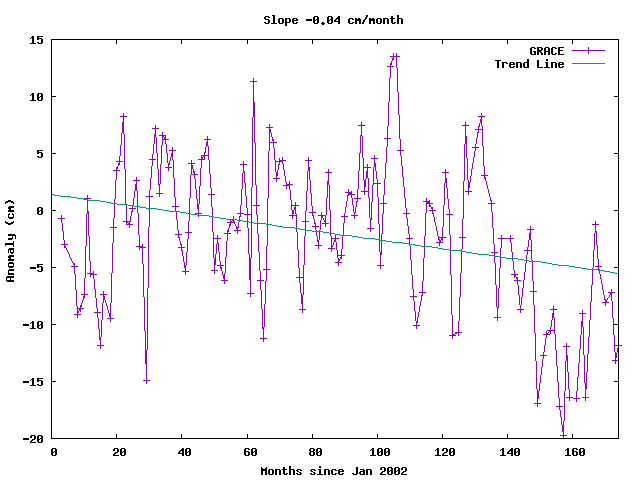 Slope -0.04 cm/month
GRACE
Trend Line
15
10
5
0
-5
-10
-15
-20
Anomaly (cm)
0 20 40 60 80 100 120 140 160
Months since Jan 2002